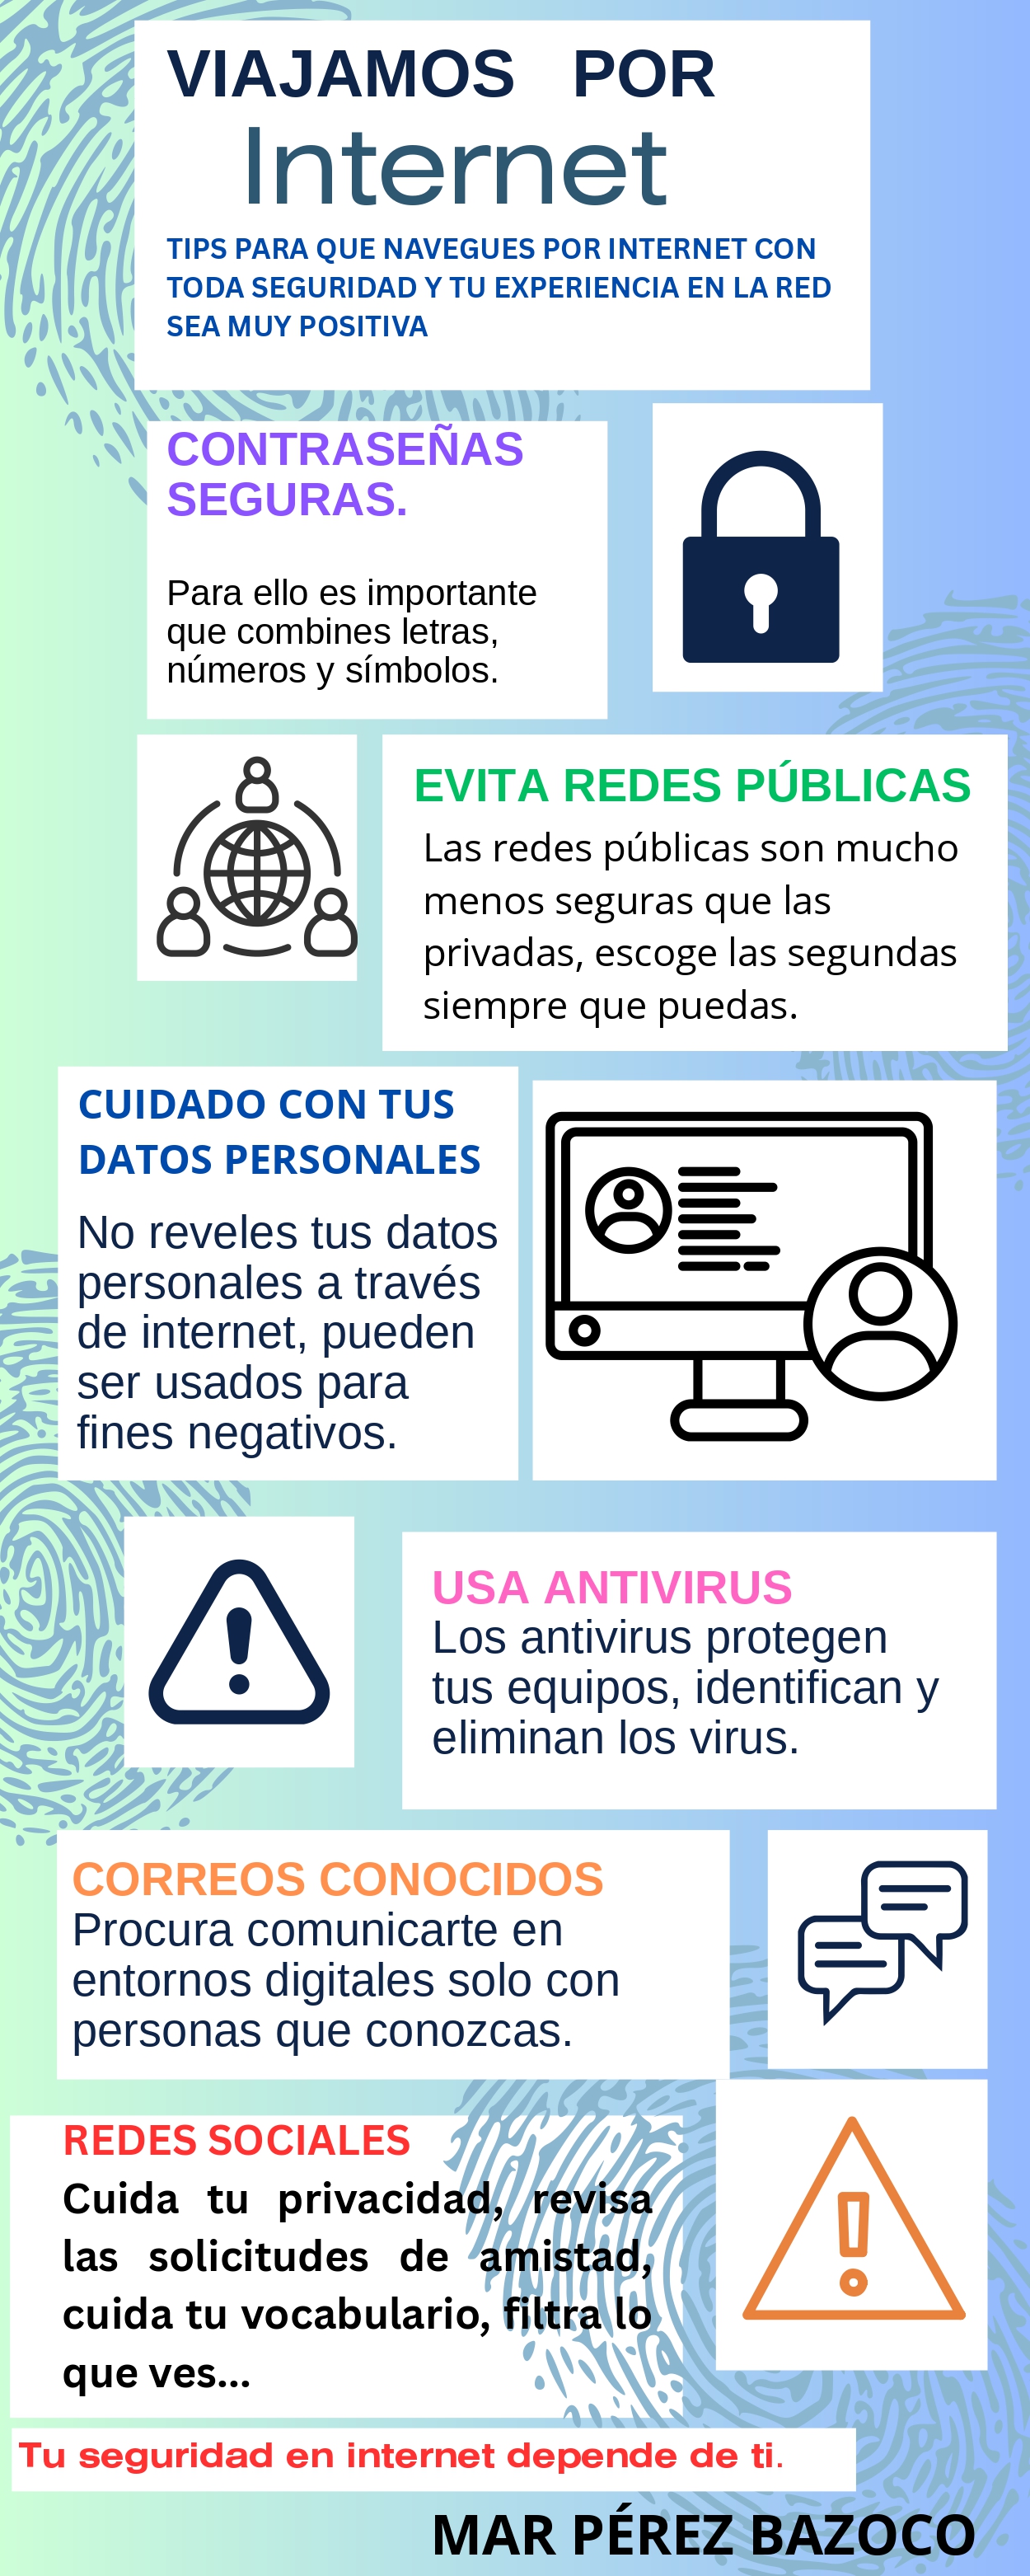 VIAJAMOS POR
Internet
TIPS PARA QUE NAVEGUES POR INTERNET CON
TODA SEGURIDAD Y TU EXPERIENCIA EN LA RED
SEA MUY POSITIVA
CONTRASEÑAS
SEGURAS.
Para ello es importante
que combines letras,
números y símbolos.
EVITA REDES PÚBLICAS
Las redes públicas son mucho
menos seguras que las
privadas, escoge las segundas
siempre que puedas.
CUIDADO CON TUS
DATOS PERSONALES
No reveles tus datos
personales a través
de internet, pueden
ser usados para
fines negativos.
USA ANTIVIRUS
Los antivirus protegen
tus equipos, identifican y
eliminan los virus.
CORREOS CONOCIDOS
Procura comunicarte en
entornos digitales solo con
personas que conozcas.
REDES SOCIALES
Cuida tu privacidad, revisa
las solicitudes de amistad,
cuida tu vocabulario, filtra lo
que ves...
Tu seguridad en internet depende de ti.
MAR PÉREZ BAZOCO